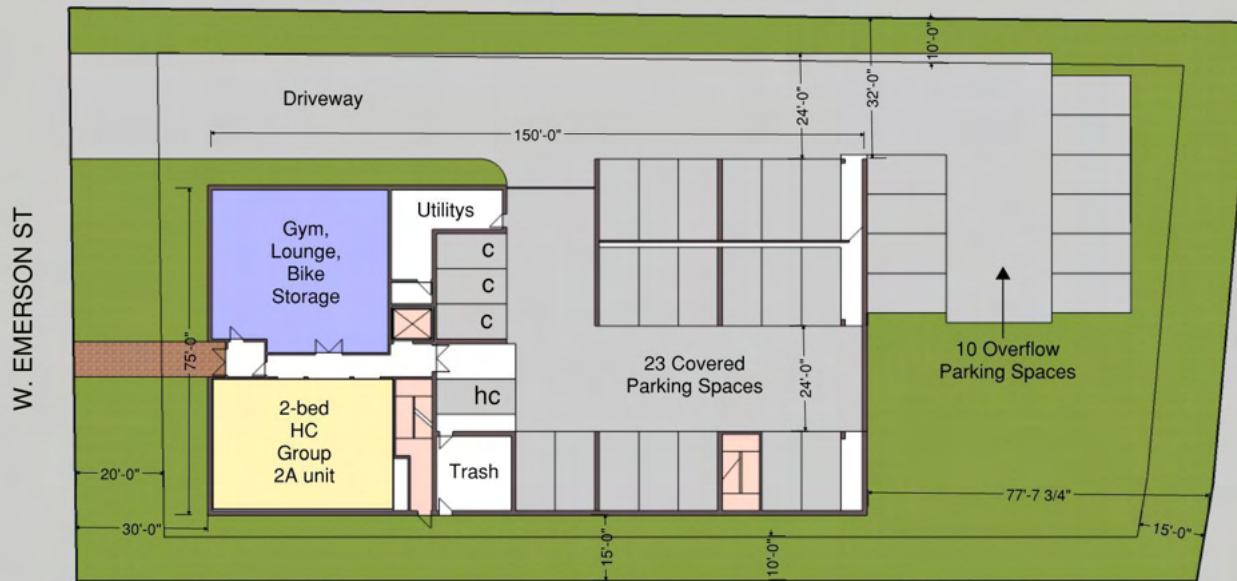 10'-0"
Driveway
24'-0"
32'-0"
150'-0"
W. EMERSON ST
Utilitys
Gym,
Lounge,
Bike
Storage
C
C
C
75'-0"
23 Covered
Parking Spaces
24'-0"
10 Overflow
Parking Spaces
hc
2-bed
HC
Group
2A unit
Trash
20'-0"
77'-7 3/4"
30'-0"
15'-0"
15'-0"
10'-0"